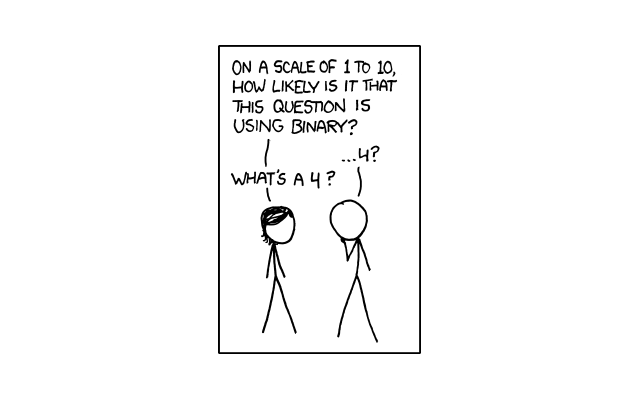 ON A SCALE OF 1 TO 10,
HOW LIKELY IS IT THAT
THIS QUESTION IS
USING BINARY?
...4?
WHAT'S A 4?